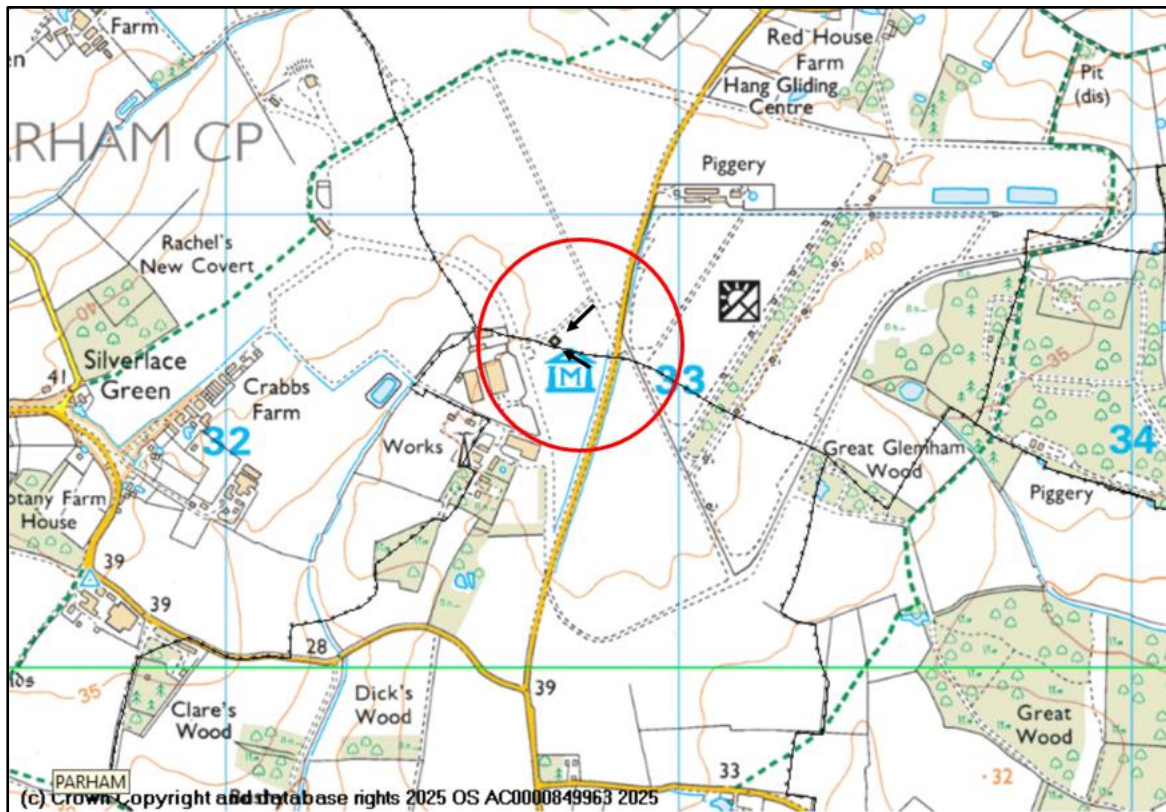 Farm
en
ARHAM CP
Red House
Farm
Hang Gliding
Centre
Pit
(dis)
Piggery
Rachel's
New Covert
40
40
35
Silverlace
Green
41
Crabbs
Farm
32
33
34
M
Works
Great Glemham
Wood
Piggery
otany Farm
House
39
39
28
39
35
Clare's
Wood
Dick's
Wood
Great
Wood
33
32
PARHAM
(c) Crown Copyright and database rights 2025 OS AC0000849963 2025